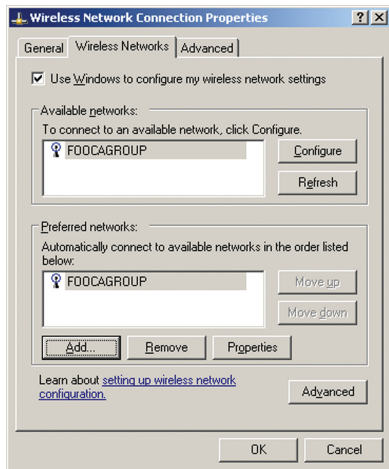 Wireless Network Connection Properties
? X
General Wireless Networks Advanced
Use Windows to configure my wireless network settings
Available networks:
To connect to an available network, click Configure.
FOOCAGROUP
Configure
Refresh
Preferred networks:
Automatically connect to available networks in the order listed
below:
FOOCAGROUP
Move up
Move down
Add... Remove Properties
Learn about setting up wireless network
configuration.
Advanced
OK Cancel